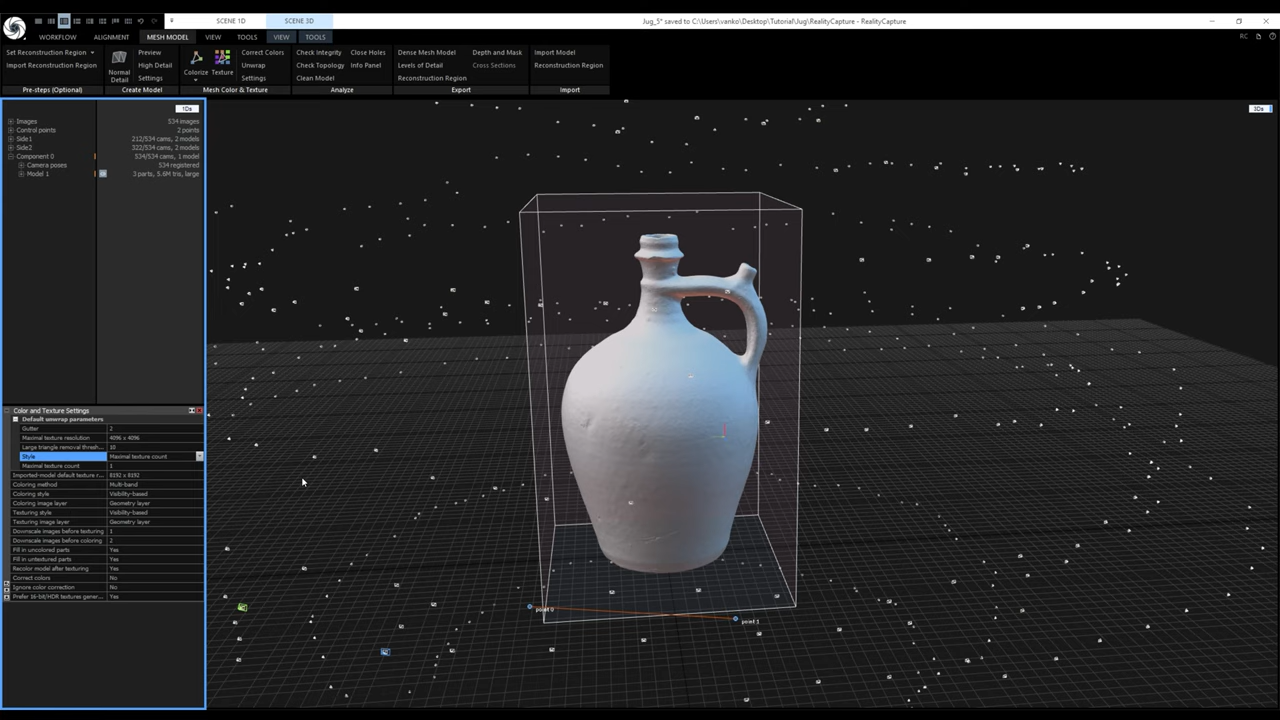 SCENE 1D SCENE 3D Jug_5* saved to C:\Users\vanko\Desktop\Tutorial\Jug\RealityCapture - RealityCapture
WORKFLOW ALIGNMENT MESH MODEL VIEW TOOLS VIEW TOOLS RC
Set Reconstruction Region Preview Correct Colors Check Integrity Close Holes Dense Mesh Model Depth and Mask Import Model
Import Reconstruction Region Normal Detail High Detail Colorize Texture Unwrap Check Topology Info Panel Levels of Detail Cross Sections Reconstruction Region
Settings Settings Clean Model Reconstruction Region
Pre-steps (Optional) Create Model Mesh Color & Texture Analyze Export Import
1Ds 3Ds
Images 534 images
Control points 2 points
Side1 212/534 cams, 2 models
Side2 322/534 cams, 2 models
Component 0 534/534 cams, 1 model
Camera poses 534 registered
Model 1 3 parts, 5.6M tris, large
Color and Texture Settings
Default unwrap parameters
Gutter 2
Maximal texture resolution 4096 x 4096
Large triangle removal thresh... 10
Style Maximal texture count
Maximal texture count 1
Imported-model default texture r... 8192 x 8192
Coloring method Multi-band
Coloring style Visibility-based
Coloring image layer Geometry layer
Texturing style Visibility-based
Texturing image layer Geometry layer
Downscale images before texturing 1
Downscale images before coloring 2
Fill in uncolored parts Yes
Fill in untextured parts Yes
Recolor model after texturing Yes
Correct colors No
Ignore color correction No
Prefer 16-bit/HDR textures gener... Yes
point 0
point 1